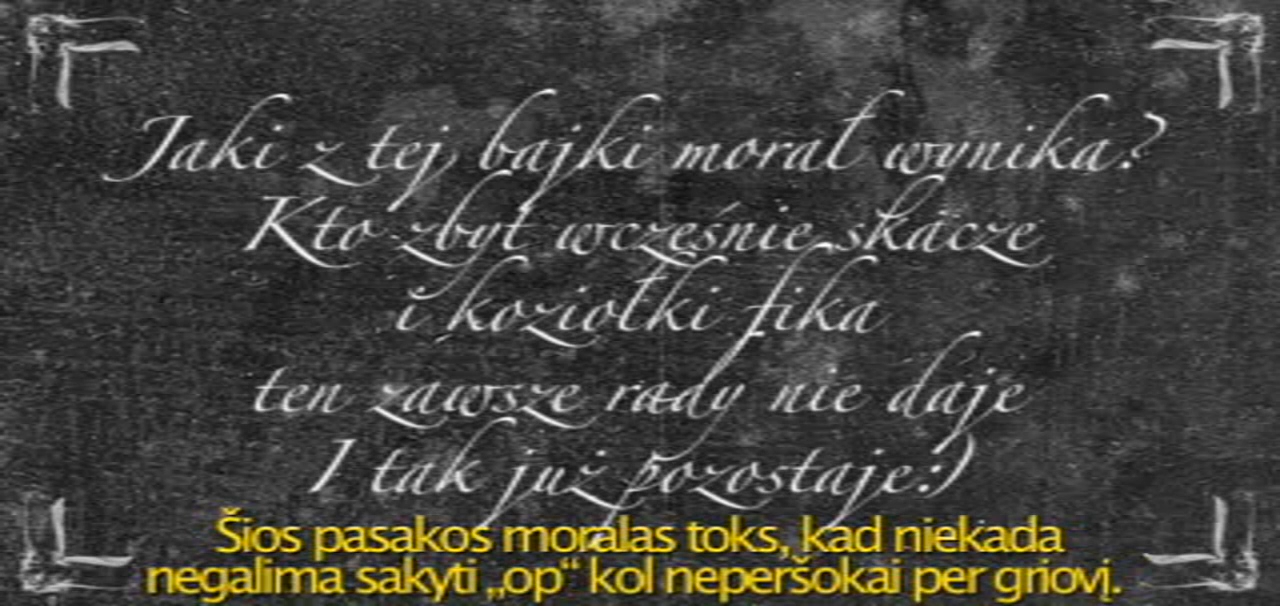 Jaki z tej bajki morał wynika?
Kto zbyt wcześnie skacze
i koziołki fika
ten zawsze rady nie daje
I tak już pozostaje:)
Šios pasakos moralas toks, kad niekada
negalima sakyti „op“ kol neperšokai per griovį.